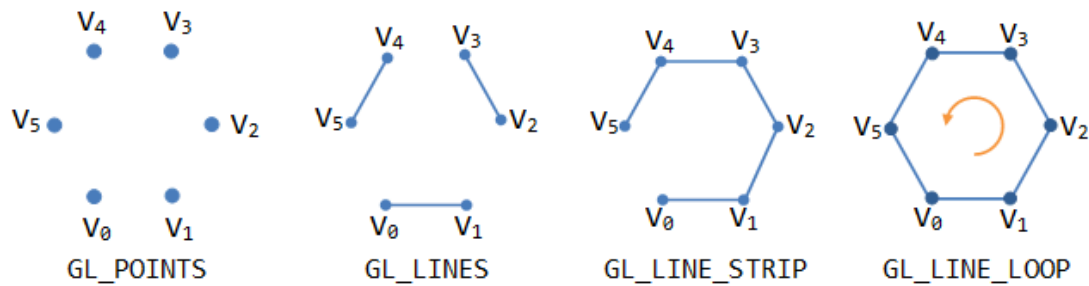 V₄ V₃
V₅ V₂
V₀ V₁
GL_POINTS
V₄ V₃
V₅ V₂
V₀ V₁
GL_LINES
V₄ V₃
V₅ V₂
V₀ V₁
GL_LINE_STRIP
V₄ V₃
V₅ V₂
V₀ V₁
GL_LINE_LOOP